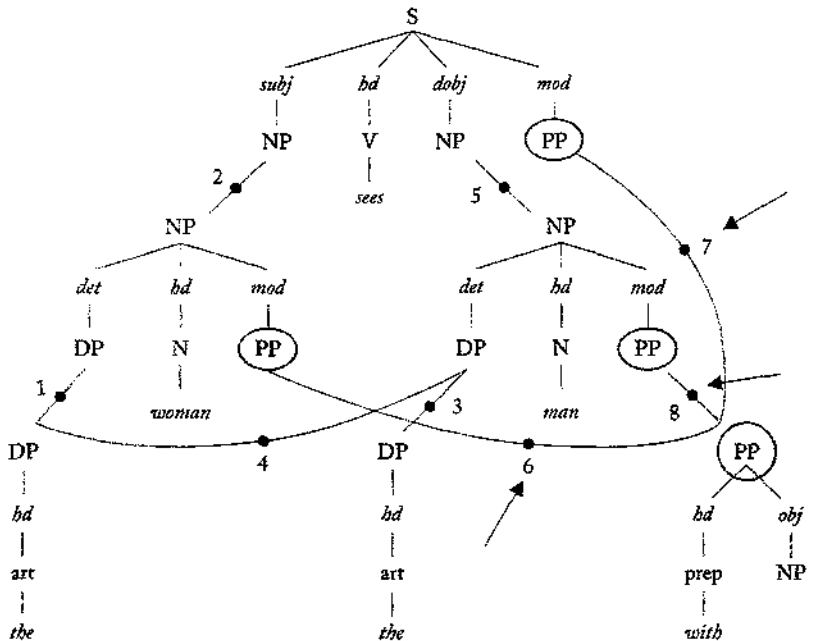 S
subj hd dobj mod
NP V NP PP
2 5
sees
7
NP NP
det hd mod det hd mod
DP N PP DP N PP
1 3 8
woman man
4 6
DP DP PP
hd hd hd obj
art art prep NP
the the with